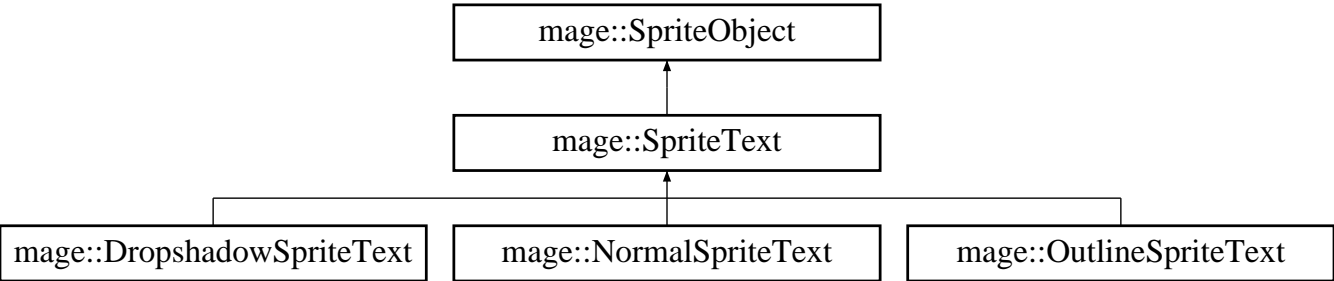 mage::SpriteObject
mage::SpriteText
mage::DropshadowSpriteText
mage::NormalSpriteText
mage::OutlineSpriteText